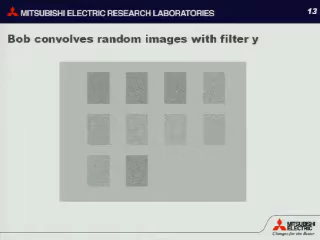 MITSUBISHI ELECTRIC RESEARCH LABORATORIES
13
Bob convolves random images with filter y
MITSUBISHI
ELECTRIC
Changes for the Better